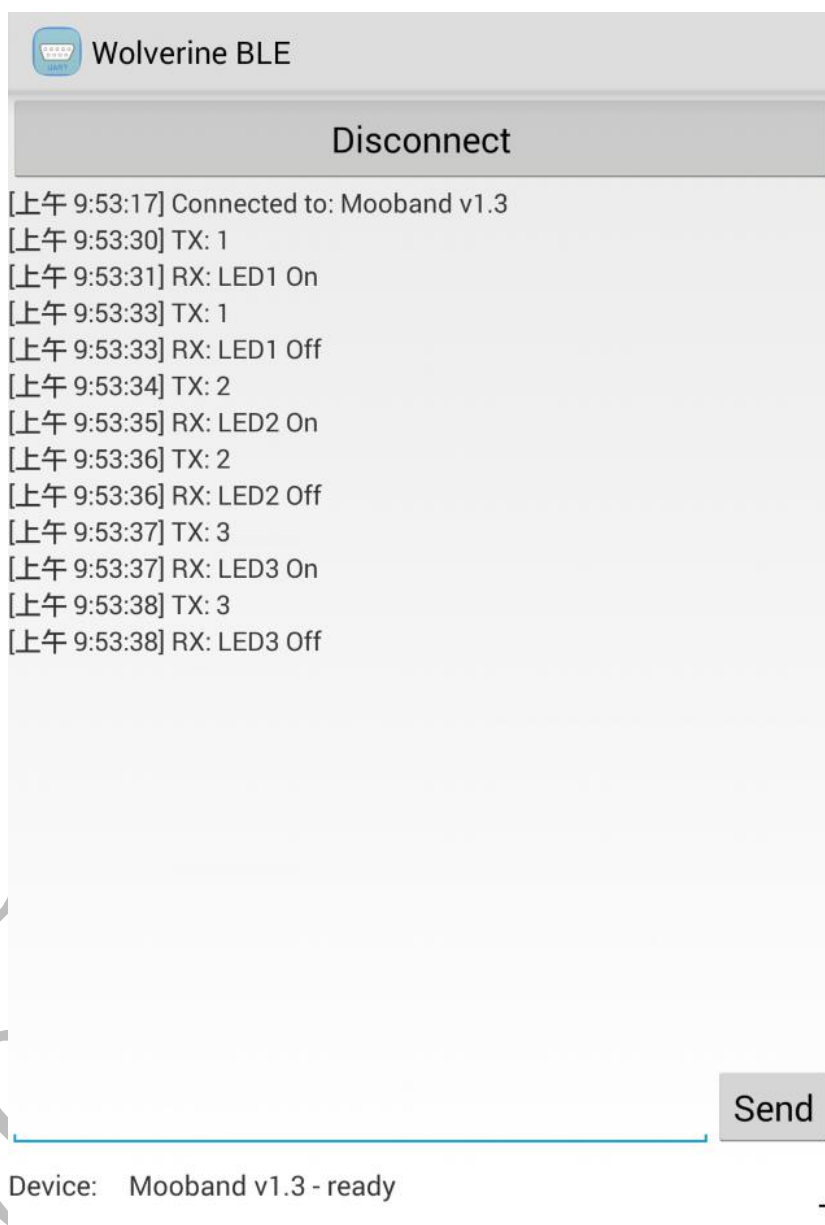 Wolverine BLE
Disconnect
[上午 9:53:17] Connected to: Mooband v1.3
[上午 9:53:30] TX: 1
[上午 9:53:31] RX: LED1 On
[上午 9:53:33] TX: 1
[上午 9:53:33] RX: LED1 Off
[上午 9:53:34] TX: 2
[上午 9:53:35] RX: LED2 On
[上午 9:53:36] TX: 2
[上午 9:53:36] RX: LED2 Off
[上午 9:53:37] TX: 3
[上午 9:53:37] RX: LED3 On
[上午 9:53:38] TX: 3
[上午 9:53:38] RX: LED3 Off
Send
Device: Mooband v1.3 - ready